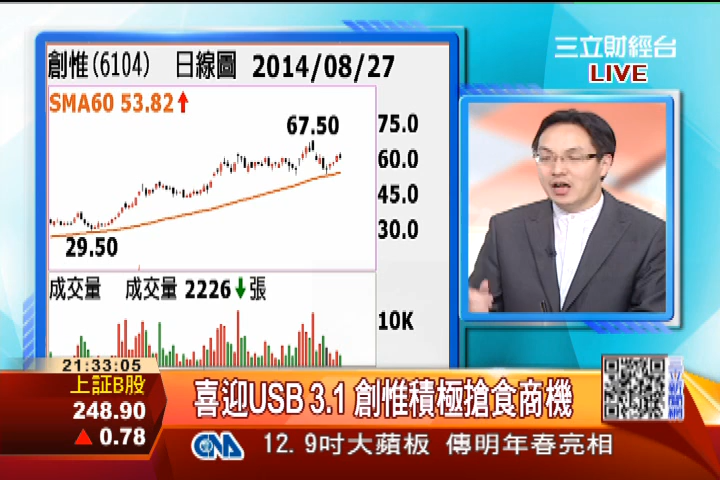 創惟(6104) 日線圖 2014/08/27
三立財經台
LIVE
SMA60 53.82
67.50
75.0
60.0
45.0
30.0
29.50
成交量 成交量 2226 張
10K
21:33:05
上証B股
248.90
▲ 0.78
喜迎USB 3.1 創惟積極搶食商機
CNA 12. 9吋大蘋板 傳明年春亮相